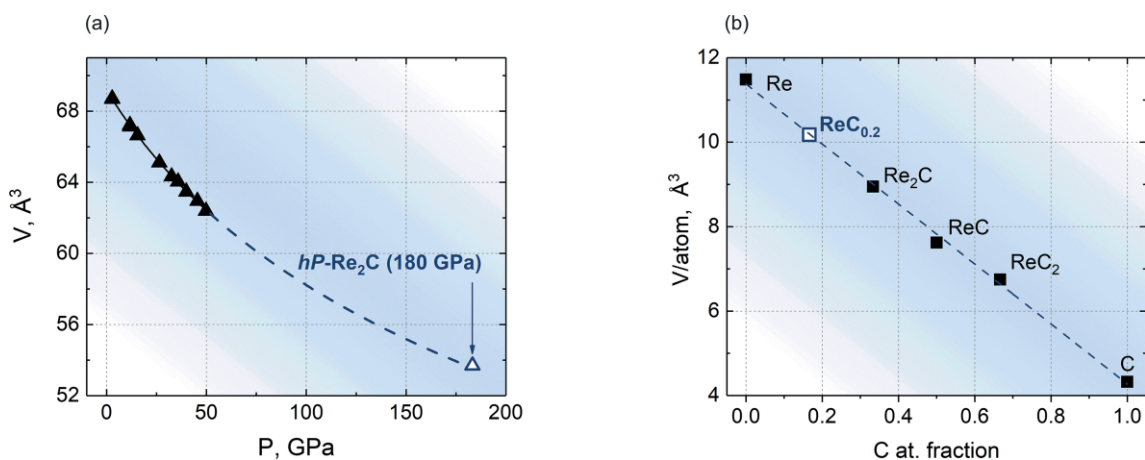 (a)
68
64
60
56
52
V, Å³
0
50
100
150
200
P, GPa
hP-Re₂C (180 GPa)
(b)
12
10
8
6
4
V/atom, Å³
0.0
0.2
0.4
0.6
0.8
1.0
C at. fraction
Re
ReC₀.₂
Re₂C
ReC
ReC₂
C